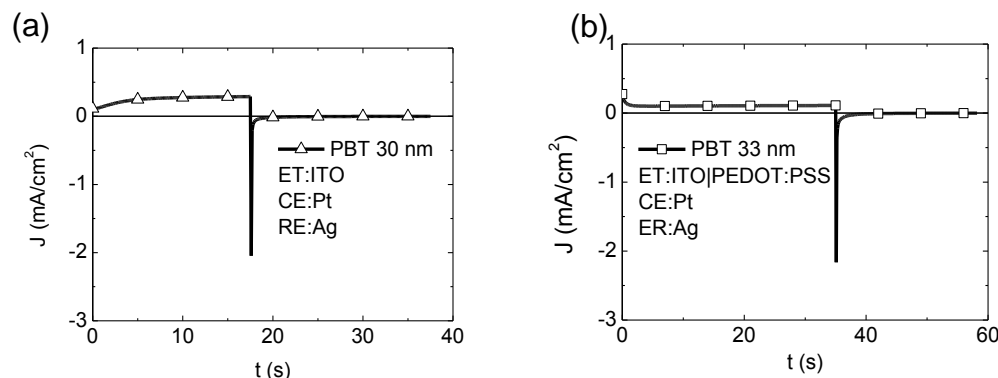 (a)
1
0
-1
-2
-3
J (mA/cm²)
PBT 30 nm
ET:ITO
CE:Pt
RE:Ag
0 10 20 30 40
t (s)
(b)
1
0
-1
-2
-3
J (mA/cm²)
PBT 33 nm
ET:ITO|PEDOT:PSS
CE:Pt
ER:Ag
0 20 40 60
t (s)